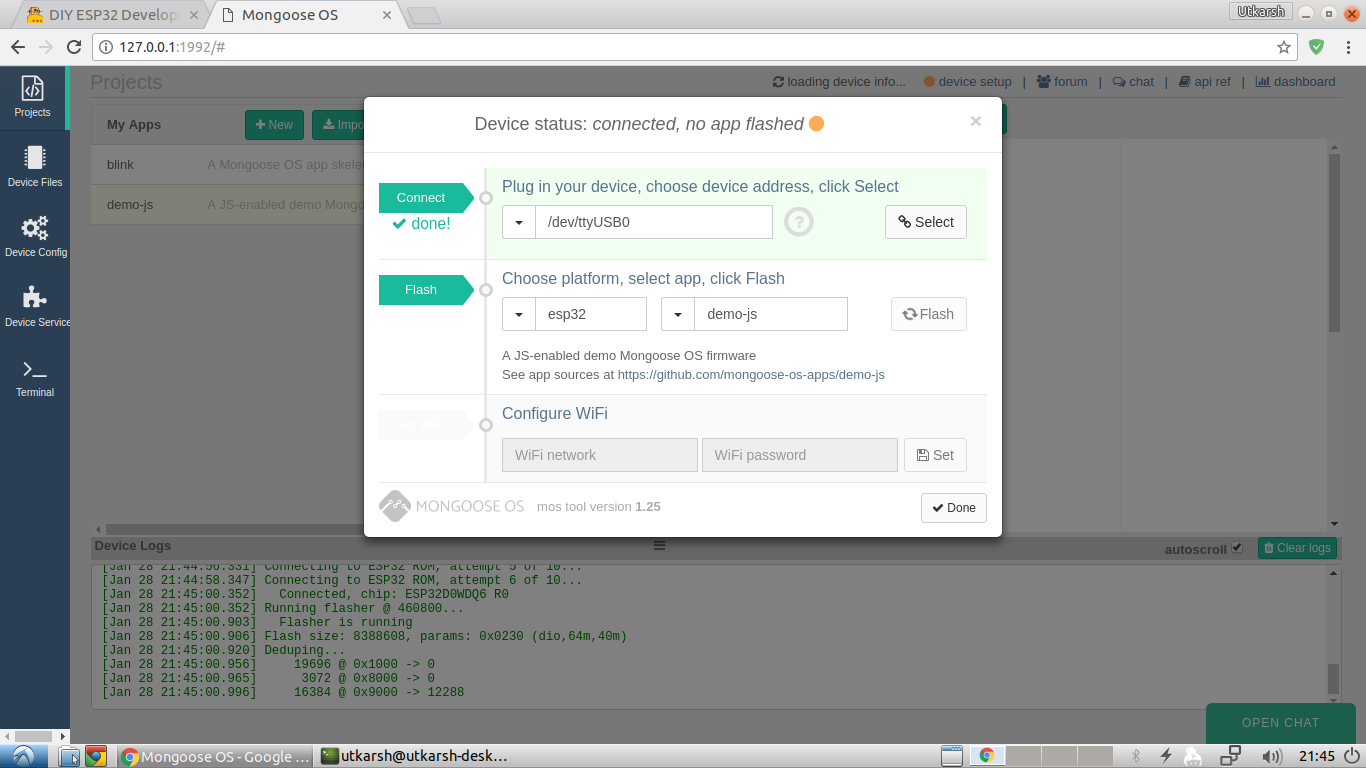 DIY ESP32 Develop
Mongoose OS
Utkarsh
127.0.0.1:1992/#
Projects
loading device info...
device setup | forum | chat | api ref | dashboard
Projects
Device Files
Device Config
Device Service
Terminal
My Apps
New
Impo
blink
A Mongoose OS app skele
demo-js
A JS-enabled demo Mongo
Device status: connected, no app flashed
×
Connect
done!
Plug in your device, choose device address, click Select
/dev/ttyUSB0
?
Select
Flash
Choose platform, select app, click Flash
esp32
demo-js
Flash
A JS-enabled demo Mongoose OS firmware
See app sources at https://github.com/mongoose-os-apps/demo-js
Configure WiFi
WiFi network
WiFi password
Set
MONGOOSE OS
mos tool version 1.25
Done
Device Logs
autoscroll
Clear logs
[Jan 28 21:44:56.331] Connecting to ESP32 ROM, attempt 5 of 10...
[Jan 28 21:44:58.347] Connecting to ESP32 ROM, attempt 6 of 10...
[Jan 28 21:45:00.352] Connected, chip: ESP32D0WDQ6 R0
[Jan 28 21:45:00.352] Running flasher @ 460800...
[Jan 28 21:45:00.903] Flasher is running
[Jan 28 21:45:00.906] Flash size: 8388608, params: 0x0230 (dio,64m,40m)
[Jan 28 21:45:00.920] Deduping...
[Jan 28 21:45:00.956] 19696 @ 0x1000 -> 0
[Jan 28 21:45:00.965] 3072 @ 0x8000 -> 0
[Jan 28 21:45:00.996] 16384 @ 0x9000 -> 12288
OPEN CHAT
Mongoose OS - Google ...
utkarsh@utkarsh-desk...
21:45